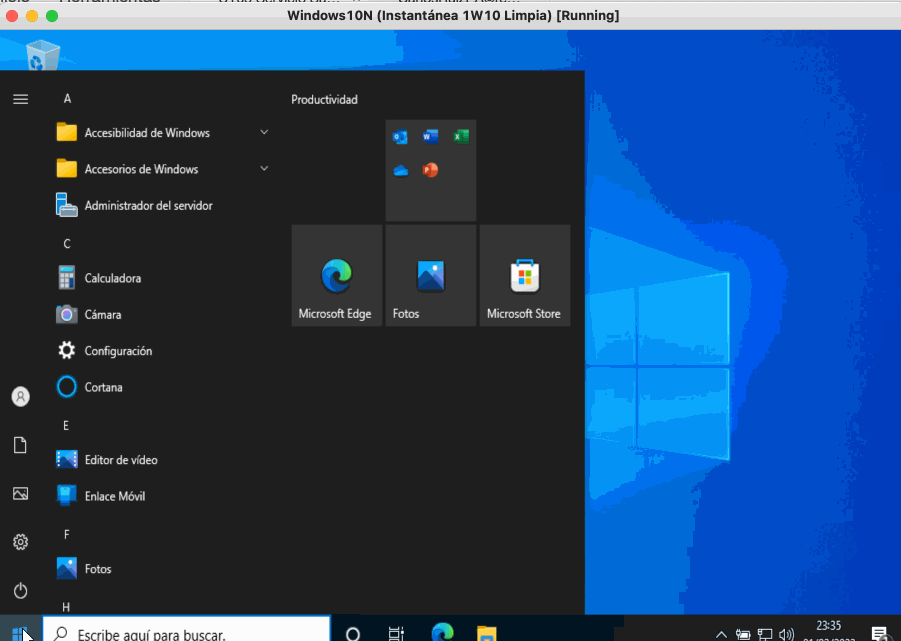 Windows10N (Instantánea 1W10 Limpia) [Running]
A
Productividad
Accesibilidad de Windows
Accesorios de Windows
Administrador del servidor
C
Calculadora
Cámara
Configuración
Cortana
Microsoft Edge
Fotos
Microsoft Store
E
Editor de vídeo
Enlace Móvil
F
Fotos
H
Escribe aquí para buscar.
23:35